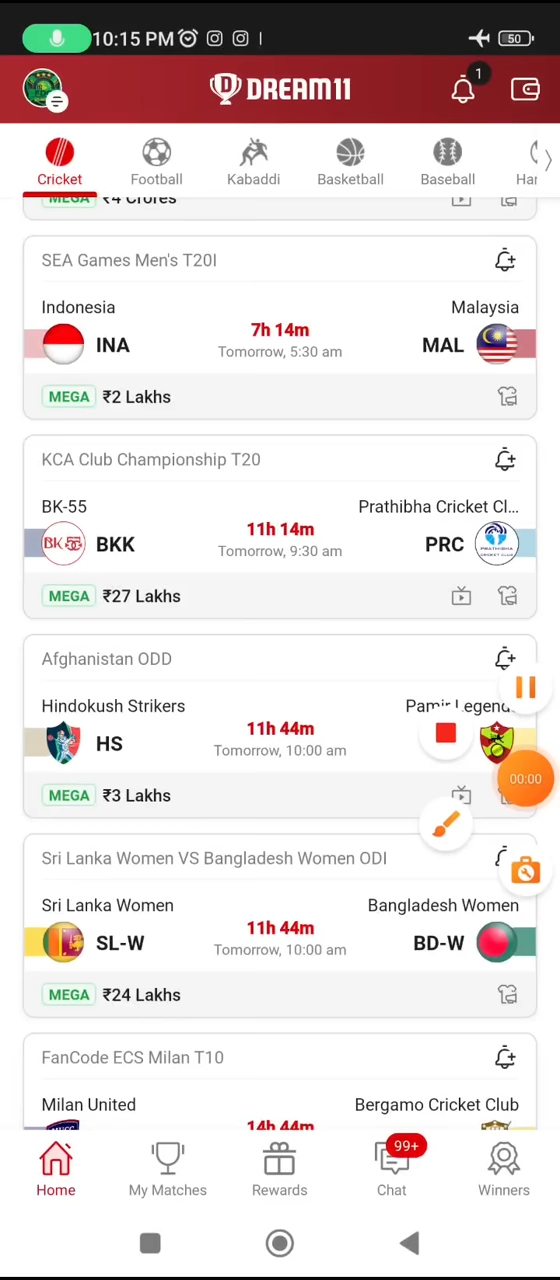 10:15 PM
50
DREAM11
1
Cricket
Football
Kabaddi
Basketball
Baseball
MEGA ₹4 Crores
SEA Games Men's T20I
Indonesia
Malaysia
INA
7h 14m
Tomorrow, 5:30 am
MAL
MEGA ₹2 Lakhs
KCA Club Championship T20
BK-55
Prathibha Cricket Cl...
BK 55
BKK
11h 14m
Tomorrow, 9:30 am
PRC
PRATHIBHA
CRICKET CLUB
MEGA ₹27 Lakhs
Afghanistan ODD
Hindokush Strikers
Pamir Legend
HS
11h 44m
Tomorrow, 10:00 am
00:00
MEGA ₹3 Lakhs
Sri Lanka Women VS Bangladesh Women ODI
Sri Lanka Women
Bangladesh Women
SL-W
11h 44m
Tomorrow, 10:00 am
BD-W
MEGA ₹24 Lakhs
FanCode ECS Milan T10
Milan United
Bergamo Cricket Club
14h 44m
99+
Home
My Matches
Rewards
Chat
Winners